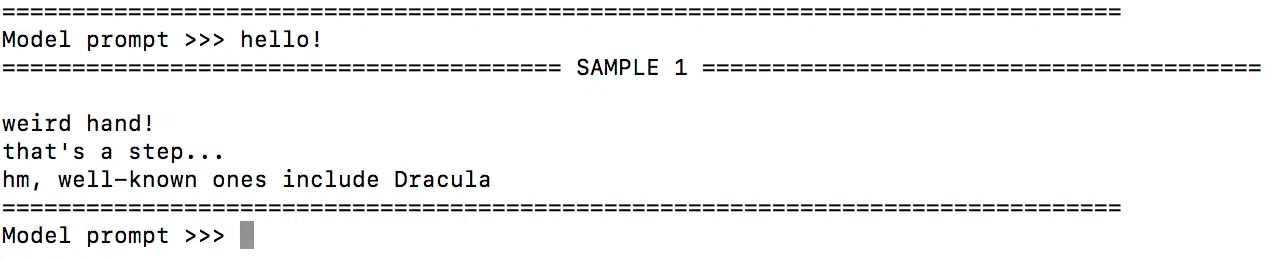 ================================================================================
Model prompt >>> hello!
======================================== SAMPLE 1 ========================================
weird hand!
that's a step...
hm, well-known ones include Dracula
================================================================================
Model prompt >>>